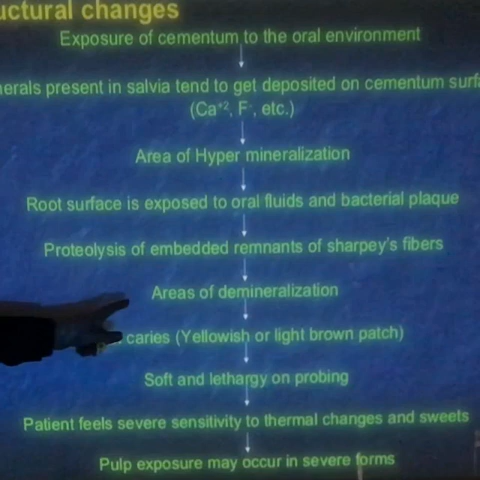 uctural changes
Exposure of cementum to the oral environment
nerals present in salvia tend to get deposited on cementum surfa
(Ca⁺², F⁻, etc.)
Area of Hyper mineralization
Root surface is exposed to oral fluids and bacterial plaque
Proteolysis of embedded remnants of sharpey's fibers
Areas of demineralization
caries (Yellowish or light brown patch)
Soft and lethargy on probing
Patient feels severe sensitivity to thermal changes and sweets
Pulp exposure may occur in severe forms